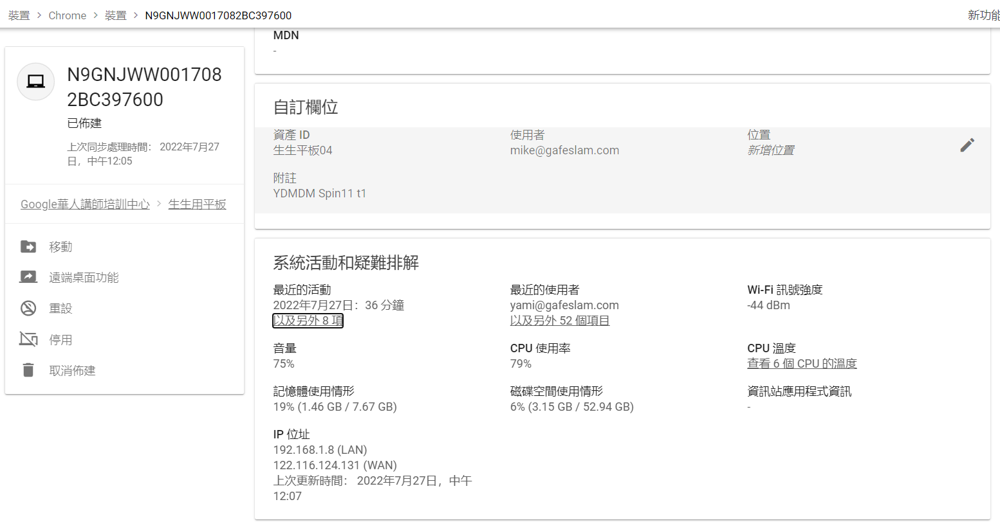 裝置 > Chrome > 裝置 > N9GNJWW0017082BC397600
新功能
N9GNJWW001708
2BC397600
已佈建
上次同步處理時間： 2022年7月27
日，中午12:05
Google華人講師培訓中心 > 生生用平板
移動
遠端桌面功能
重設
停用
取消佈建
MDN
-
自訂欄位
資產 ID
生生平板04
使用者
mike@gafeslam.com
位置
新增位置
附註
YDMDM Spin11 t1
系統活動和疑難排解
最近的活動
2022年7月27日：36 分鐘
以及另外 8 項
最近的使用者
yami@gafeslam.com
以及另外 52 個項目
Wi-Fi 訊號強度
-44 dBm
音量
75%
CPU 使用率
79%
CPU 溫度
查看 6 個 CPU 的溫度
記憶體使用情形
19% (1.46 GB / 7.67 GB)
磁碟空間使用情形
6% (3.15 GB / 52.94 GB)
資訊站應用程式資訊
-
IP 位址
192.168.1.8 (LAN)
122.116.124.131 (WAN)
上次更新時間： 2022年7月27日，中午
12:07